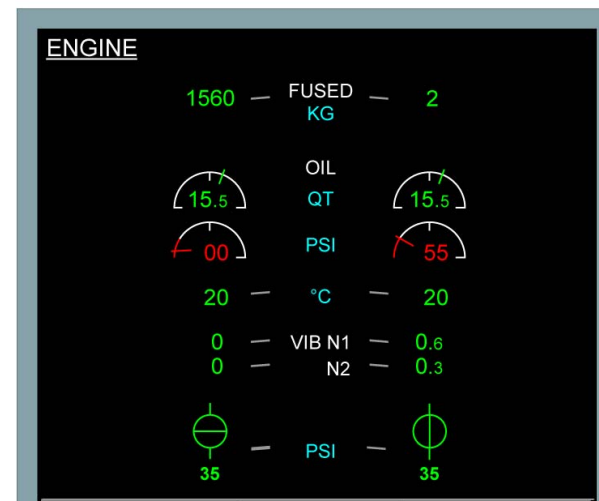 ENGINE
1560 FUSED 2
KG
OIL
15.5 QT 15.5
00 PSI 55
20 °C 20
0 VIB N1 0.6
0 N2 0.3
PSI
35 35